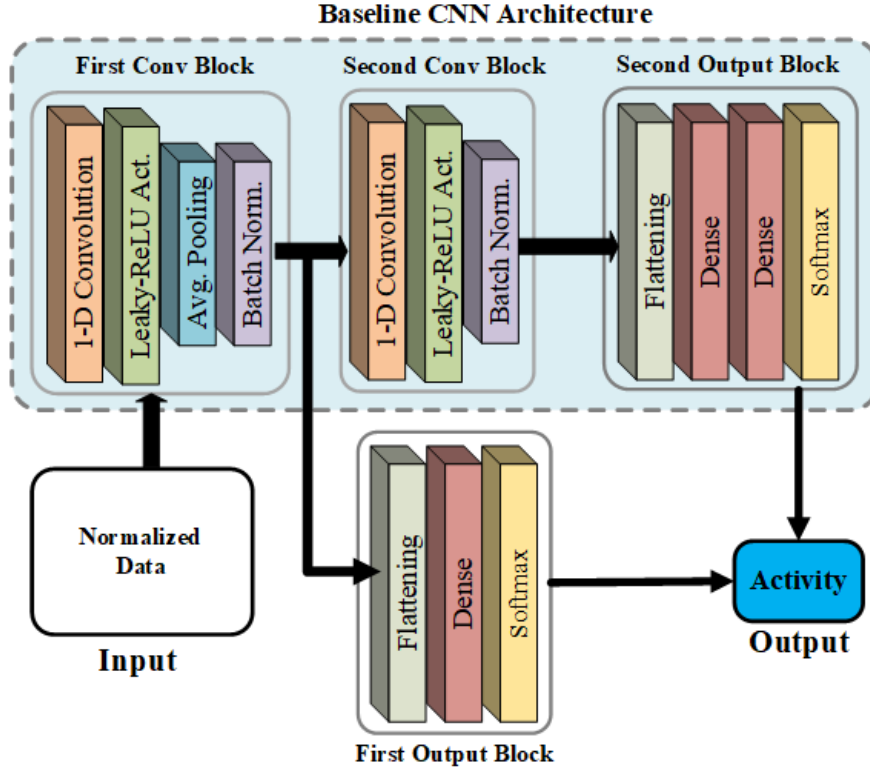 Baseline CNN Architecture
First Conv Block
Second Conv Block
Second Output Block
1-D Convolution
Leaky-ReLU Act.
Avg. Pooling
Batch Norm.
1-D Convolution
Leaky-ReLU Act.
Batch Norm.
Flattening
Dense
Dense
Softmax
Normalized
Data
Input
Flattening
Dense
Softmax
First Output Block
Activity
Output